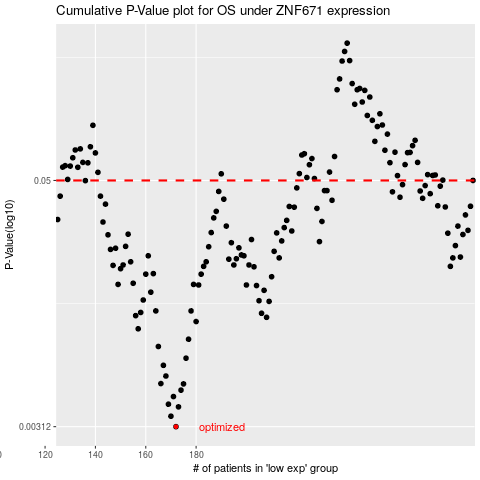 Cumulative P-Value plot for OS under ZNF671 expression
P-Value(log10)
0.05
0.00312
optimized
0 120 140 160 180
# of patients in 'low exp' group